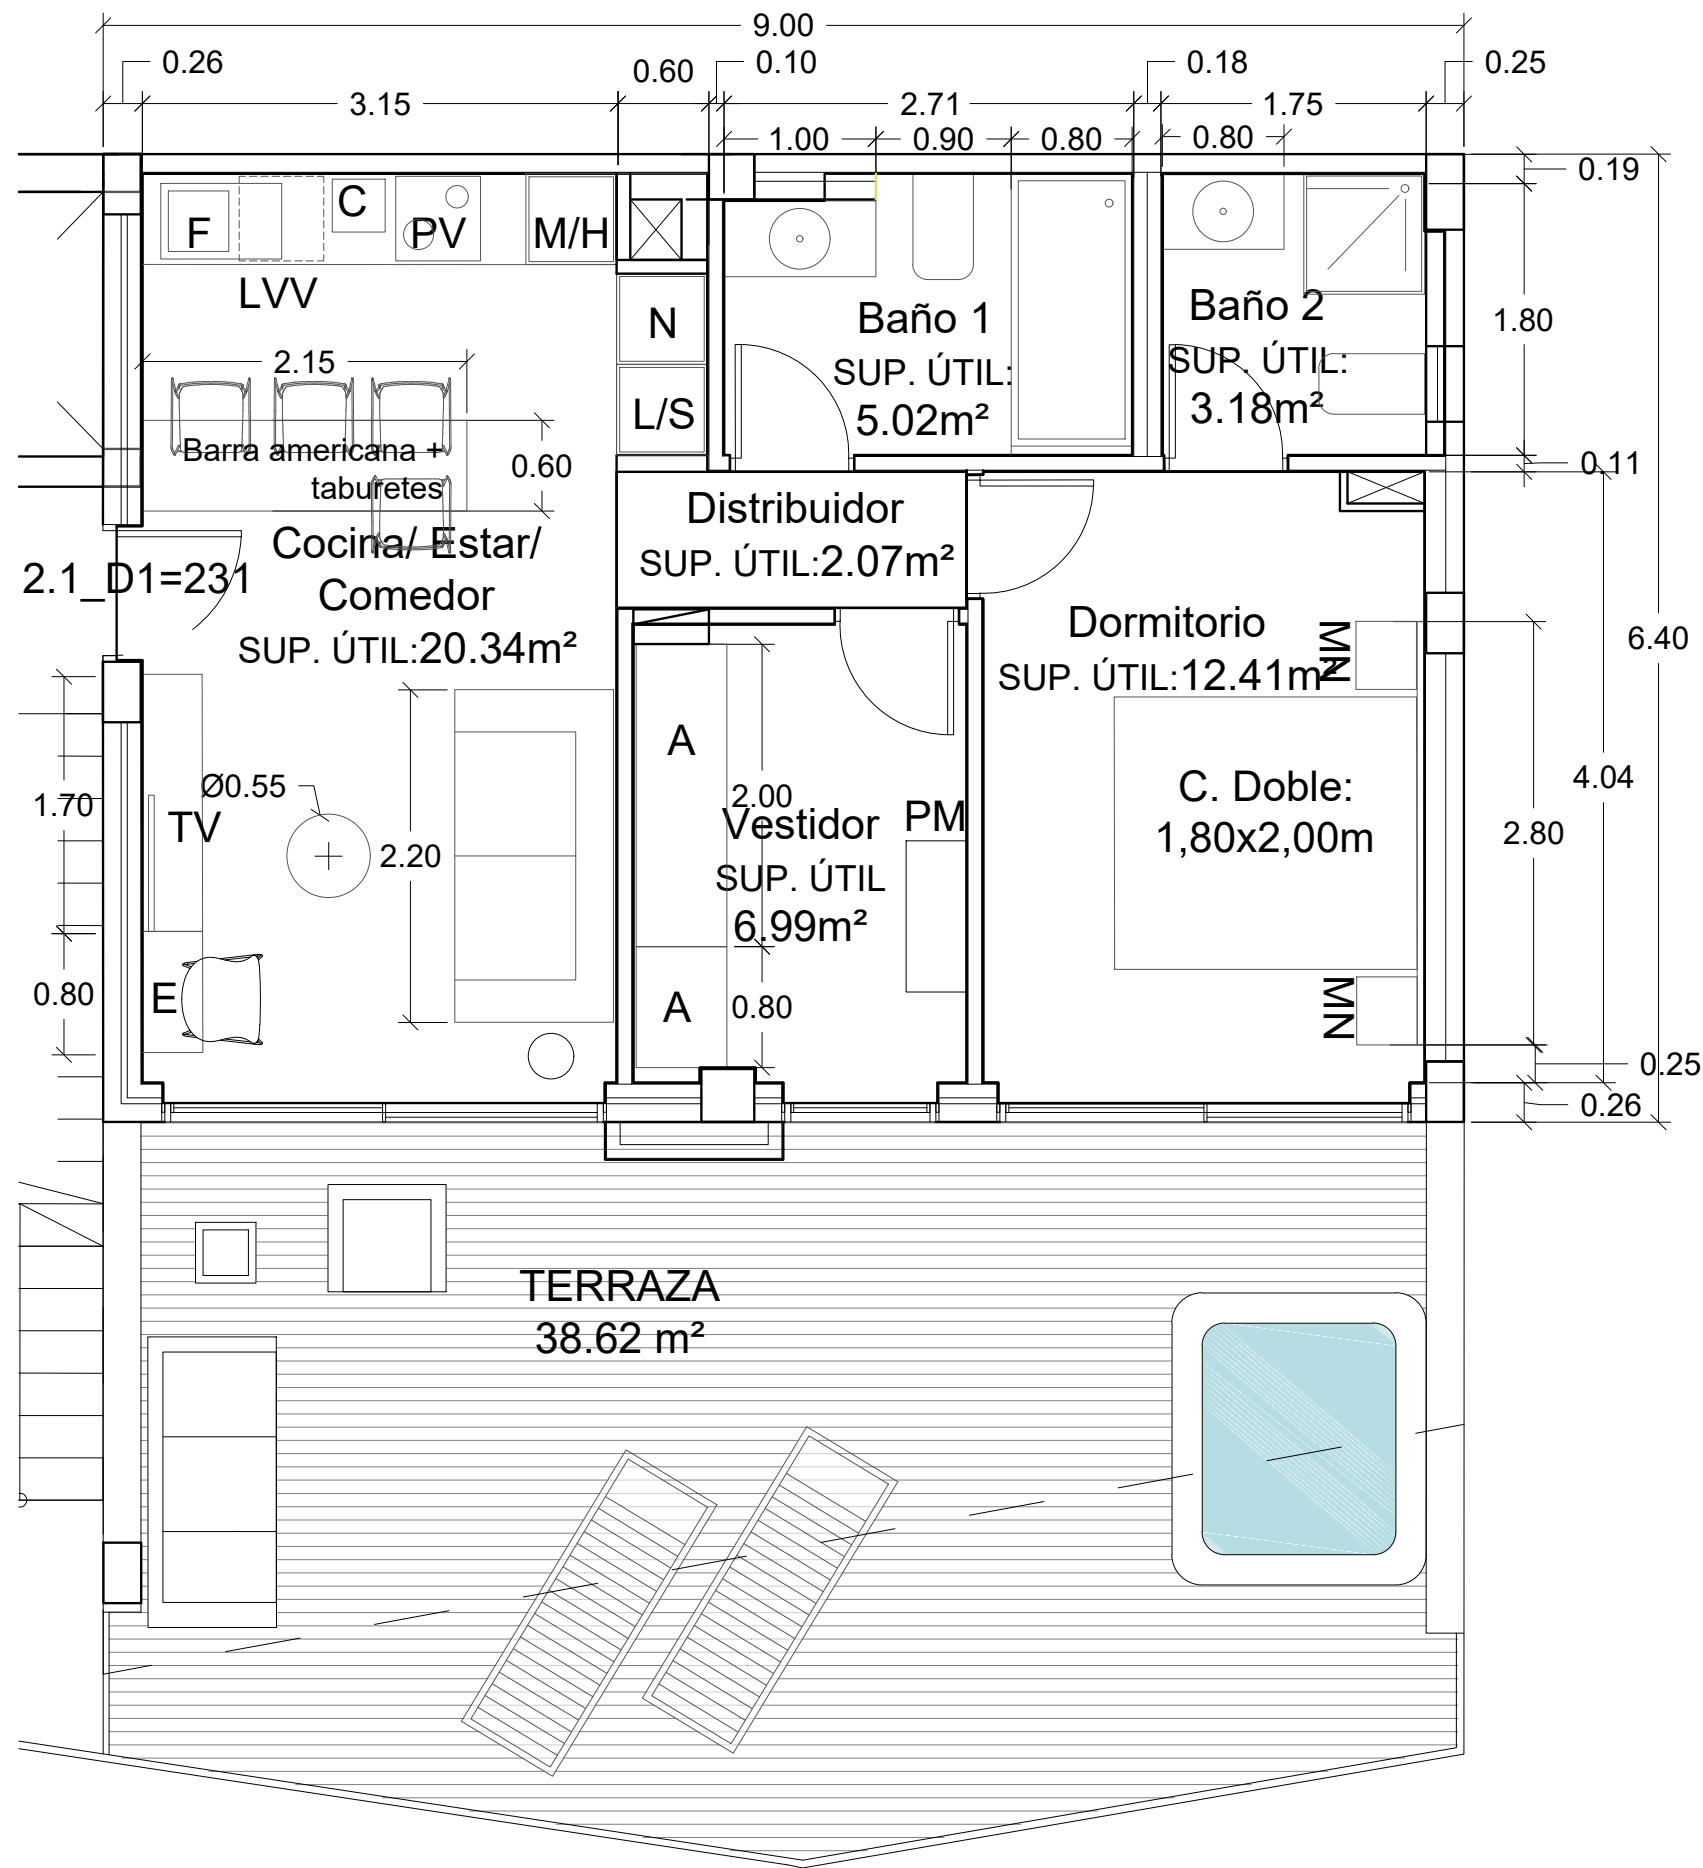 9.00
0.26
0.60
0.10
0.18
0.25
3.15
2.71
1.75
1.00
0.90
0.80
0.80
0.19
F
C
PV
M/H
LVV
N
Baño 1
SUP. ÚTIL:
5.02m²
Baño 2
SUP. ÚTIL:
3.18m²
1.80
2.15
L/S
Barra americana +
taburetes
0.60
0.11
Distribuidor
SUP. ÚTIL:2.07m²
Cocina/ Estar/
Comedor
SUP. ÚTIL:20.34m²
2.1_D1=231
Dormitorio
SUP. ÚTIL:12.41m²
MN
6.40
A
Ø0.55
1.70
TV
2.20
2.00
Vestidor
SUP. ÚTIL
6.99m²
PM
C. Doble:
1,80x2,00m
4.04
2.80
0.80
E
A
0.80
MN
0.25
0.26
TERRAZA
38.62 m²